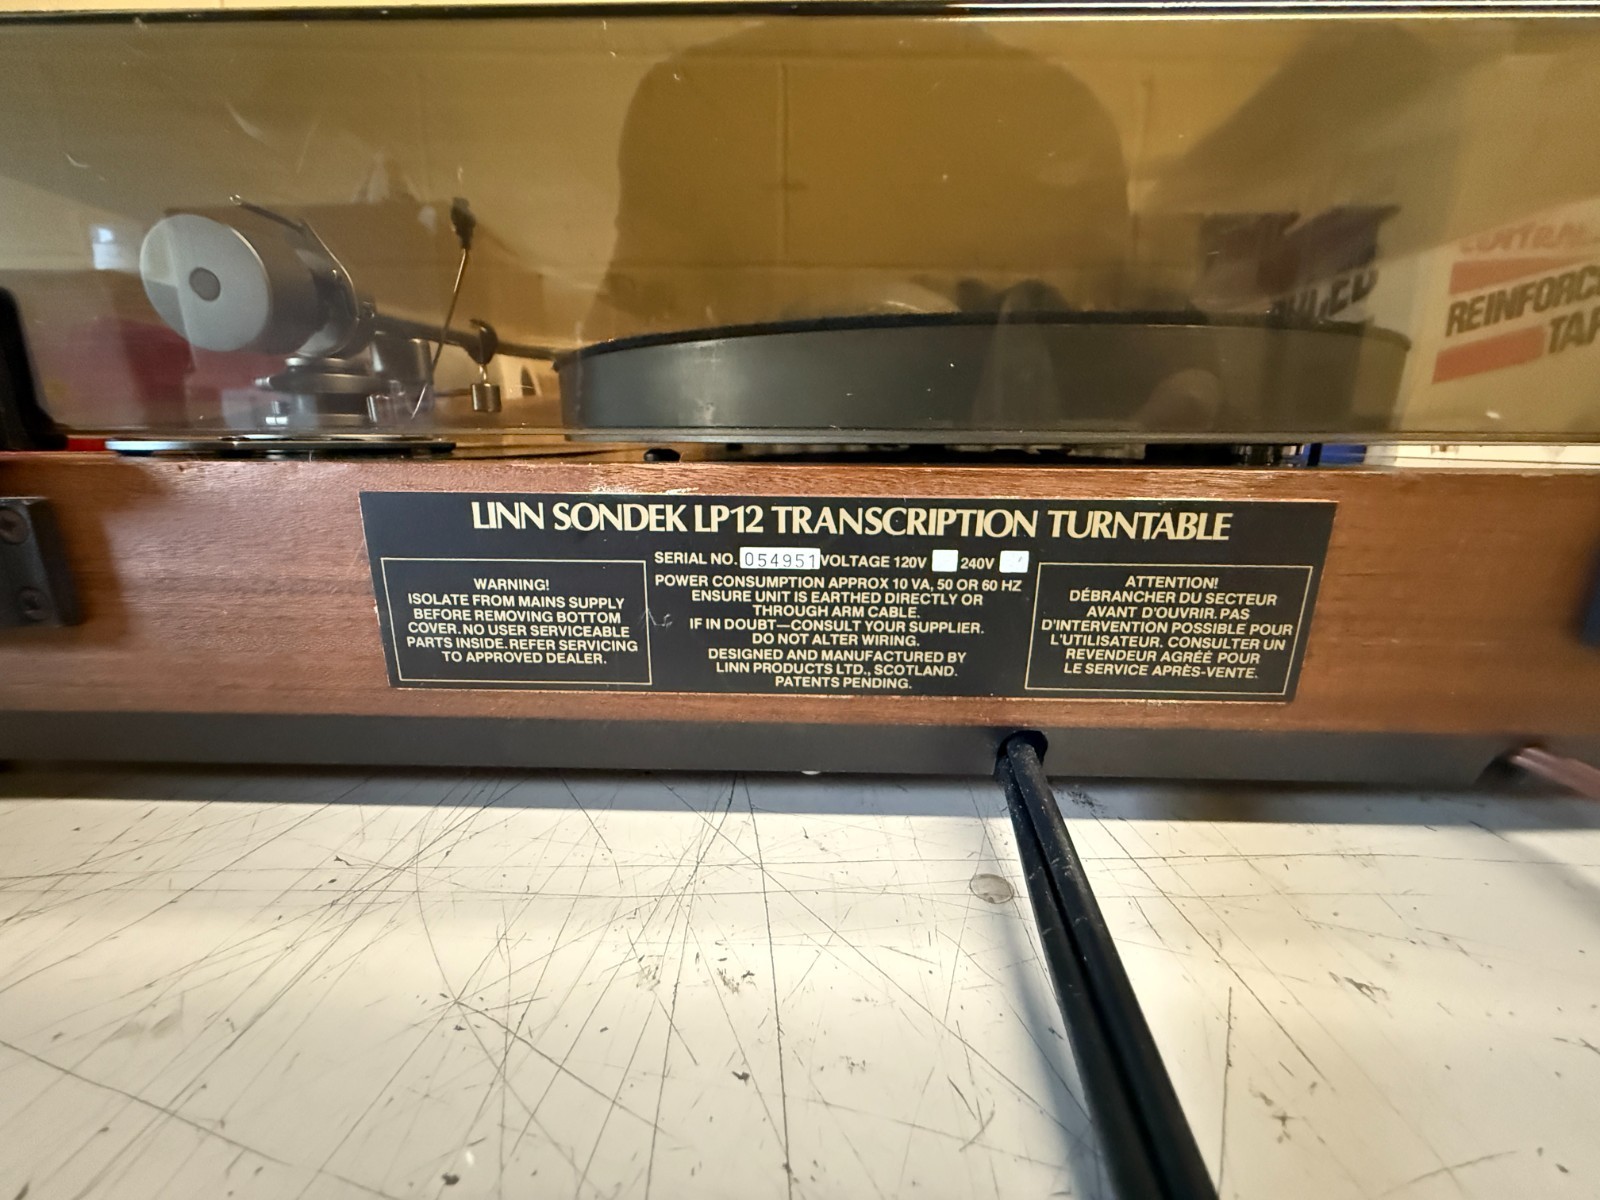 REINFORCE
TAP
LINN SONDEK LP12 TRANSCRIPTION TURNTABLE
SERIAL NO. 054951 VOLTAGE 120V 240V
POWER CONSUMPTION APPROX 10 VA, 50 OR 60 HZ
ENSURE UNIT IS EARTHED DIRECTLY OR
THROUGH ARM CABLE.
IF IN DOUBT—CONSULT YOUR SUPPLIER.
DO NOT ALTER WIRING.
DESIGNED AND MANUFACTURED BY
LINN PRODUCTS LTD., SCOTLAND.
PATENTS PENDING.
WARNING!
ISOLATE FROM MAINS SUPPLY
BEFORE REMOVING BOTTOM
COVER. NO USER SERVICEABLE
PARTS INSIDE. REFER SERVICING
TO APPROVED DEALER.
ATTENTION!
DÉBRANCHER DU SECTEUR
AVANT D'OUVRIR. PAS
D'INTERVENTION POSSIBLE POUR
L'UTILISATEUR. CONSULTER UN
REVENDEUR AGRÉÉ POUR
LE SERVICE APRÈS-VENTE.